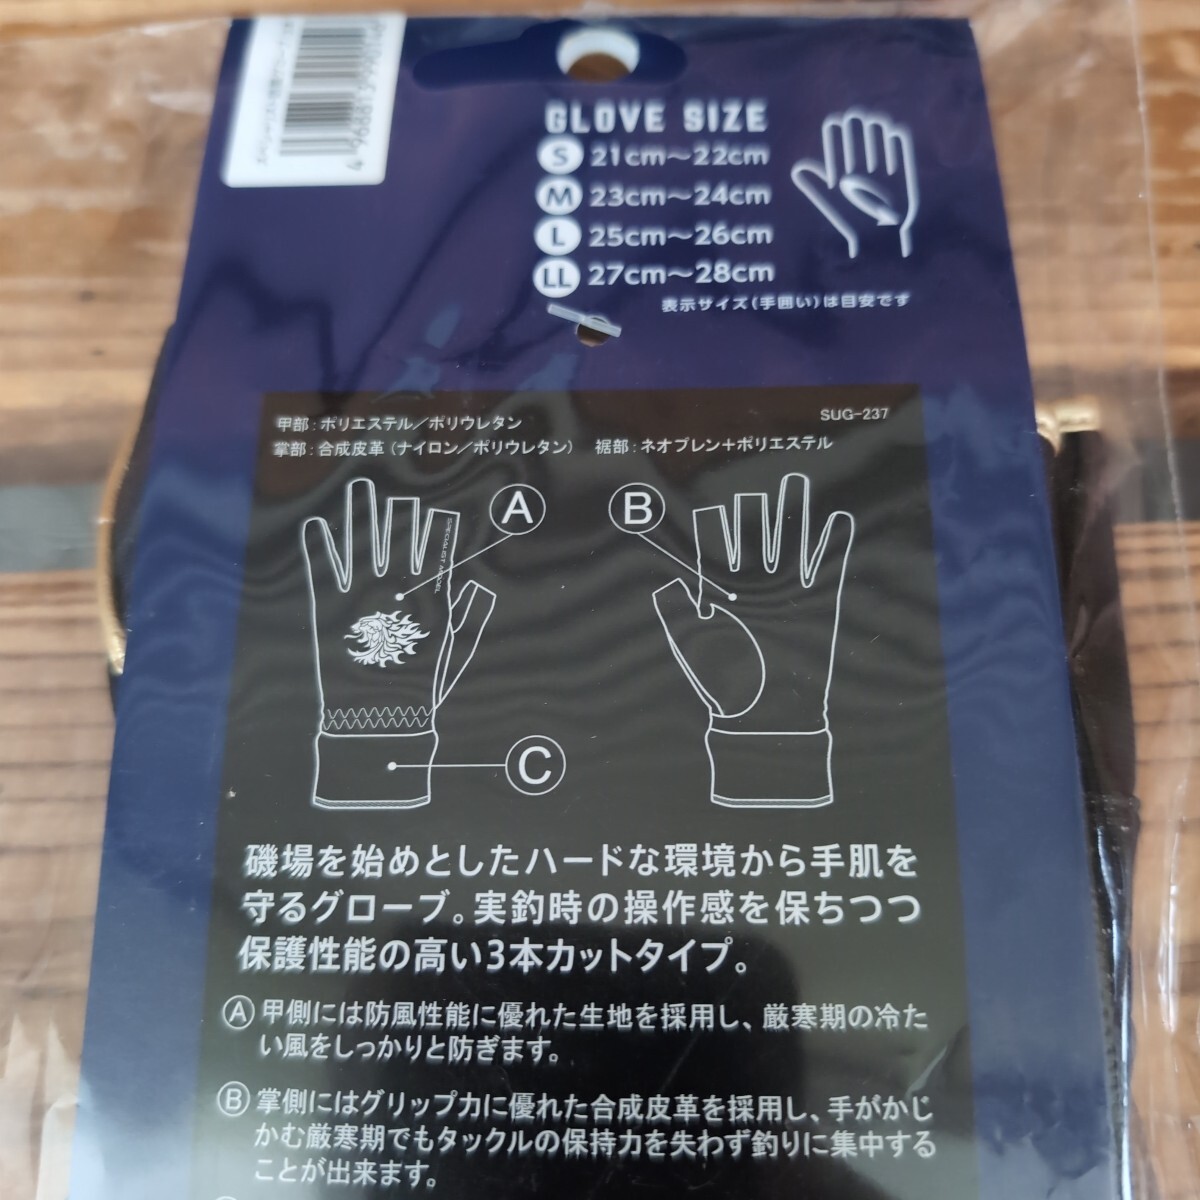 GLOVE SIZE
S 21cm～22cm
M 23cm～24cm
L 25cm～26cm
LL 27cm～28cm
表示サイズ(手囲い)は目安です
甲部：ポリエステル／ポリウレタン
SUG-237
掌部：合成皮革（ナイロン／ポリウレタン） 裾部：ネオプレン＋ポリエステル
A
B
SPECIALIST MODEL
C
磯場を始めとしたハードな環境から手肌を
守るグローブ。実釣時の操作感を保ちつつ
保護性能の高い3本カットタイプ。
Ⓐ 甲側には防風性能に優れた生地を採用し、厳寒期の冷た
い風をしっかりと防ぎます。
Ⓑ 掌側にはグリップ力に優れた合成皮革を採用し、手がかじ
かむ厳寒期でもタックルの保持力を失わず釣りに集中する
ことが出来ます。